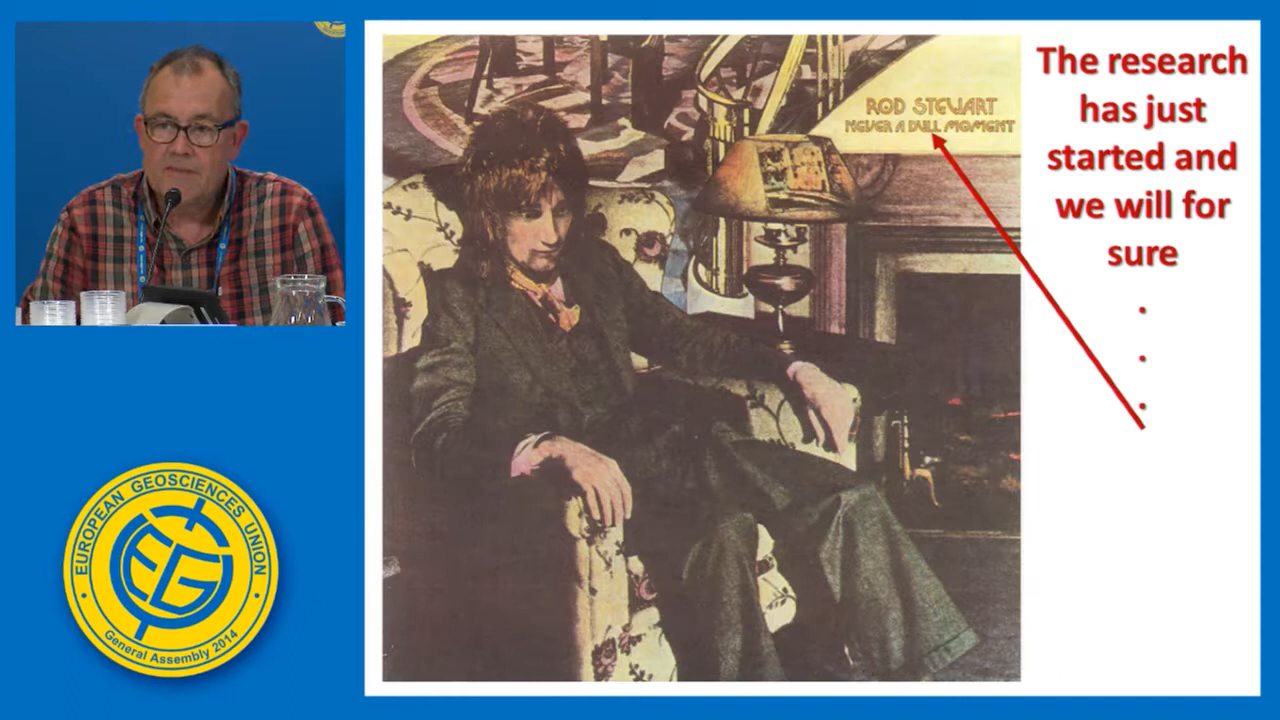 ROD STEWART
NEVER A DULL MOMENT
The research
has just
started and
we will for
sure
.
.
.
EUROPEAN GEOSCIENCES UNION
EGU
General Assembly 2014